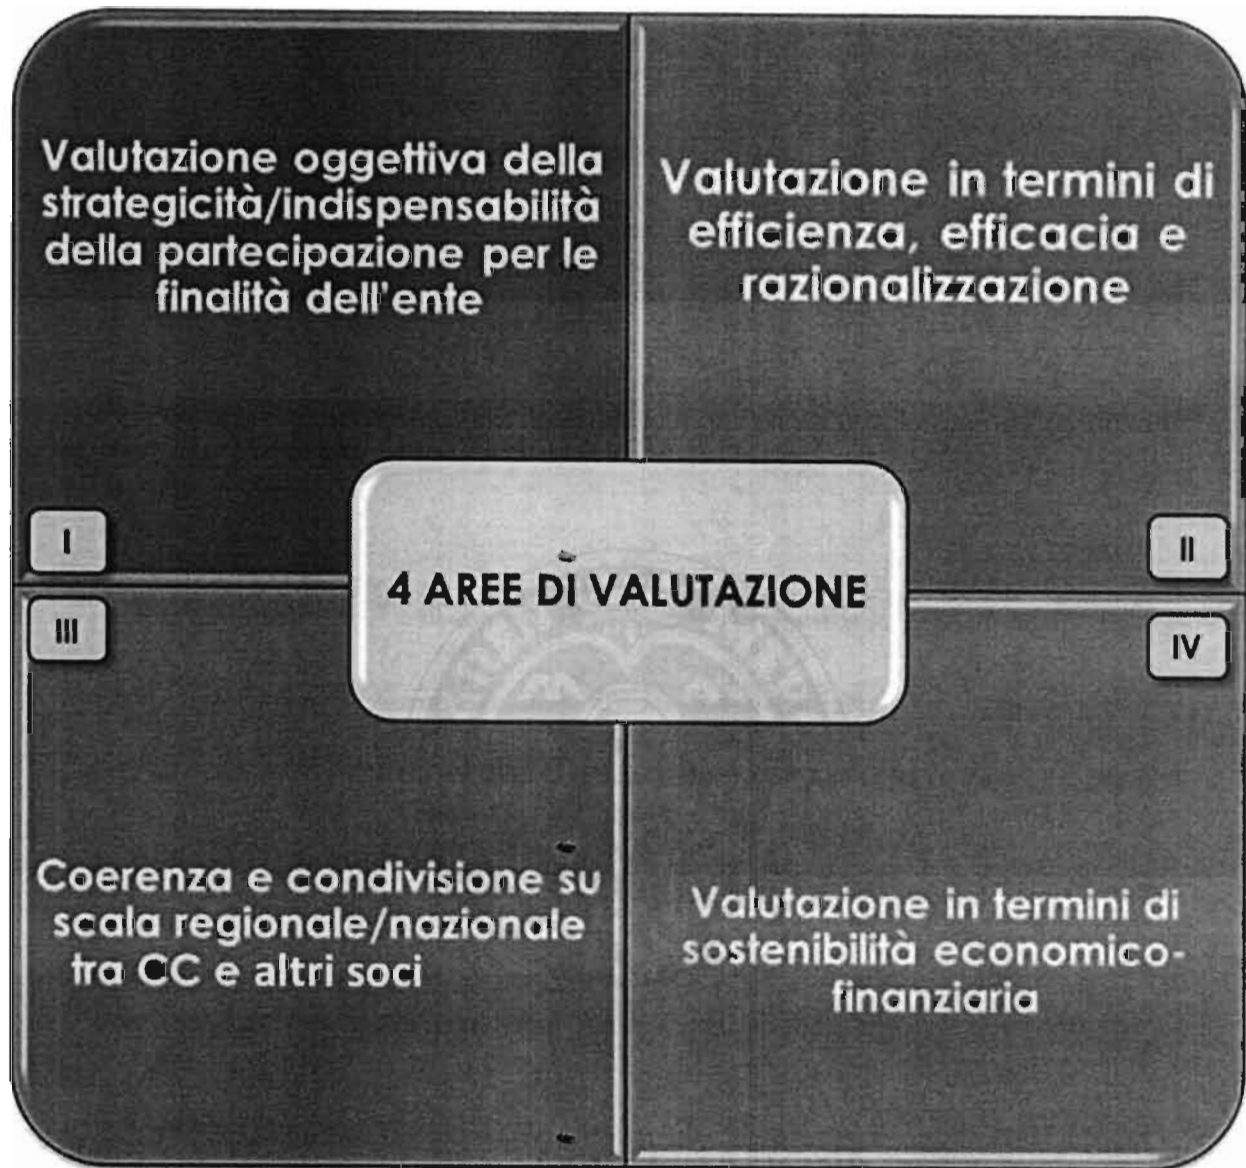 Valutazione oggettiva della
strategicità/indispensabilità
della partecipazione per le
finalità dell'ente
I
Valutazione in termini di
efficienza, efficacia e
razionalizzazione
II
4 AREE DI VALUTAZIONE
III
Coerenza e condivisione su
scala regionale/nazionale
tra CC e altri soci
IV
Valutazione in termini di
sostenibilità economico-
finanziaria